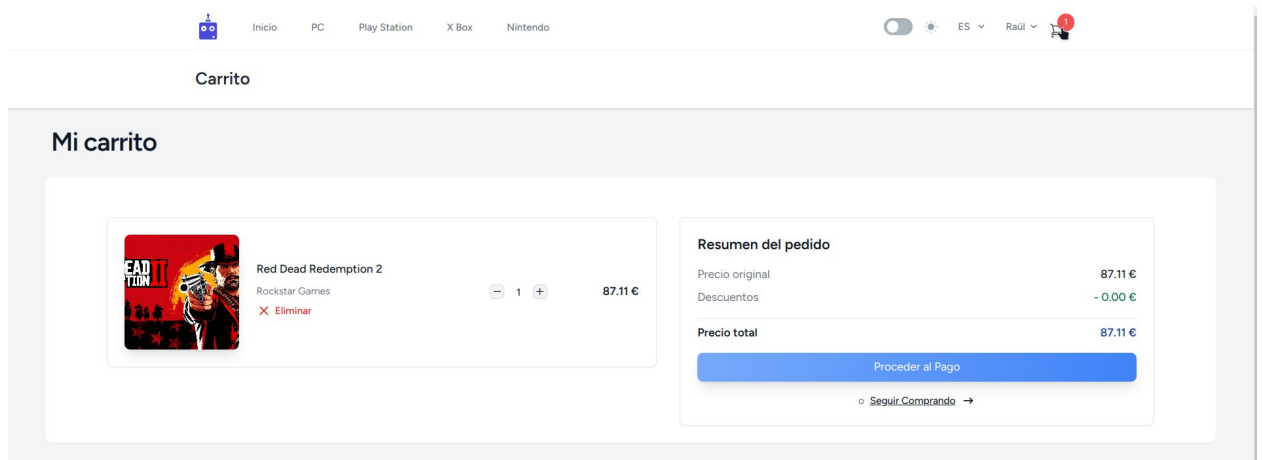 Inicio PC Play Station X Box Nintendo ES Raúl 1
Carrito
Mi carrito
EAD II
Red Dead Redemption 2
Rockstar Games
Eliminar
1
87.11 €
Resumen del pedido
Precio original 87.11 €
Descuentos - 0.00 €
Precio total 87.11 €
Proceder al Pago
o Seguir Comprando →